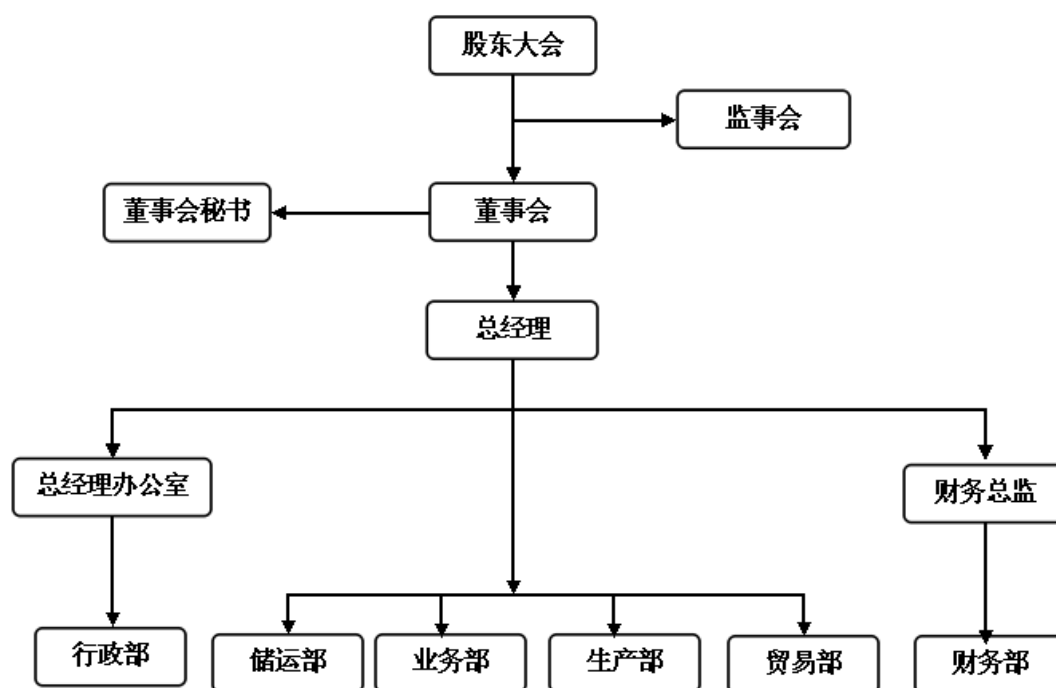 股东大会
监事会
董事会秘书
董事会
总经理
总经理办公室
财务总监
行政部
储运部
业务部
生产部
贸易部
财务部